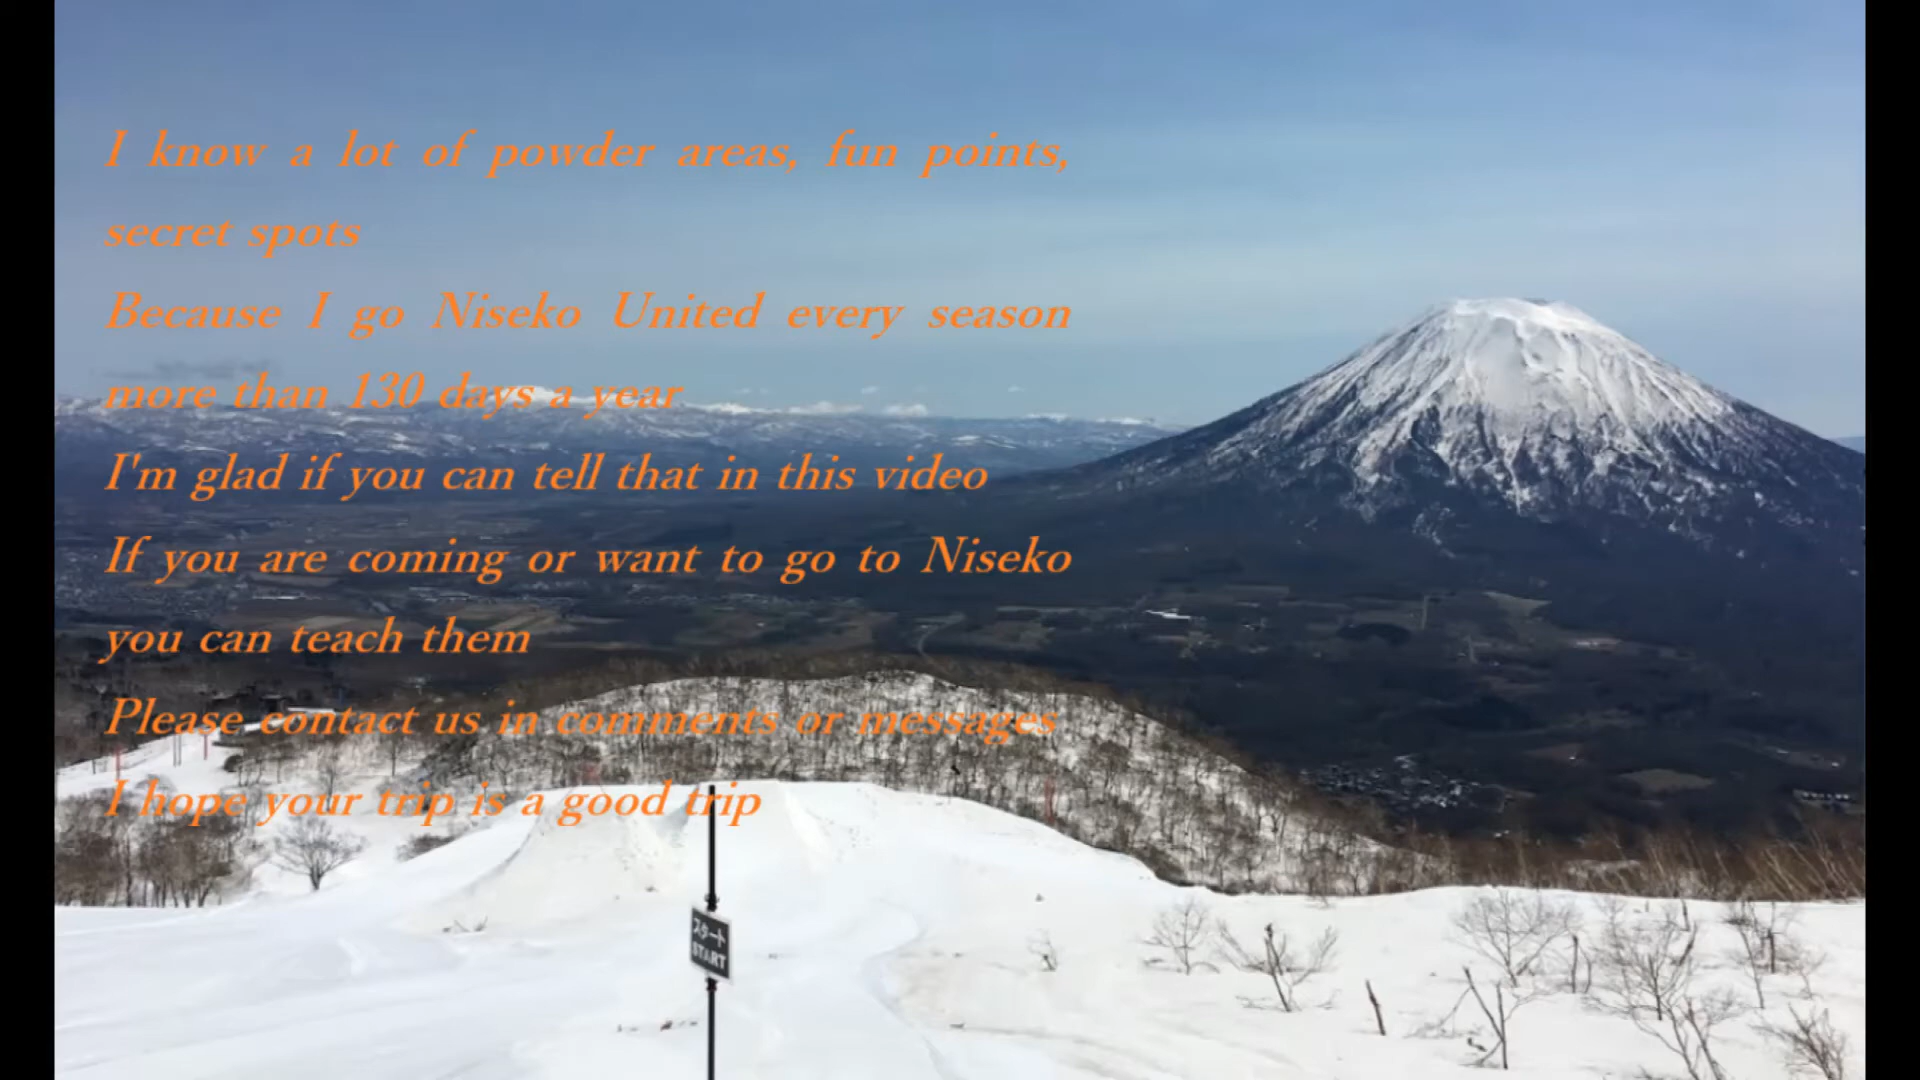 I know a lot of powder areas, fun points,
secret spots
Because I go Niseko United every season
more than 130 days a year
I'm glad if you can tell that in this video
If you are coming or want to go to Niseko
you can teach them
Please contact us in comments or messages
I hope your trip is a good trip
スタート
START